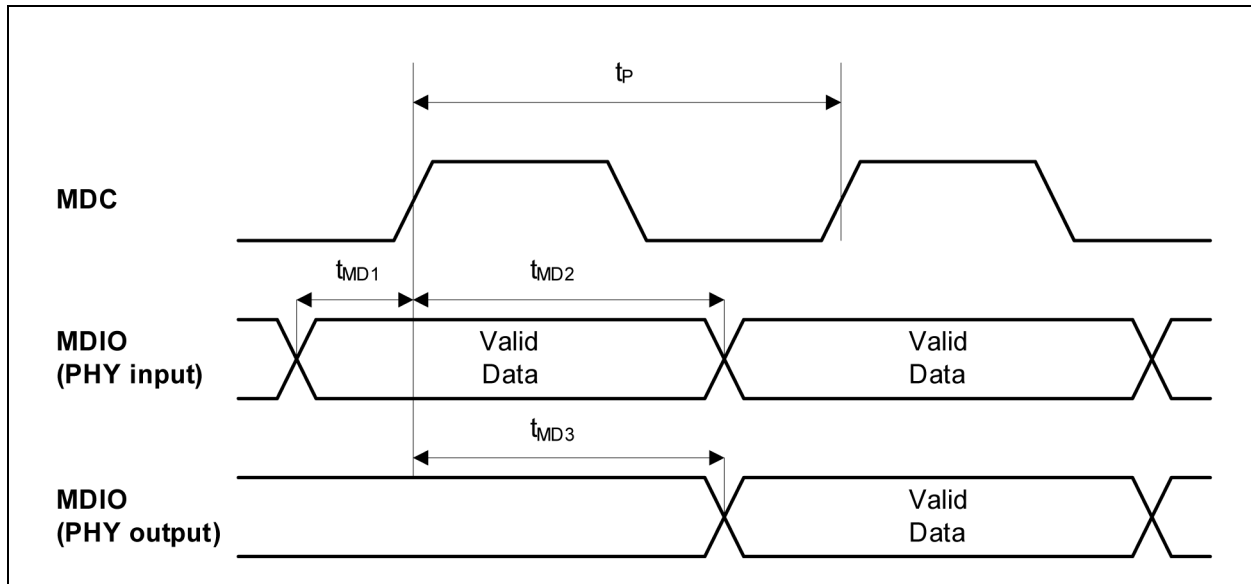 tP
MDC
tMD1
tMD2
MDIO
(PHY input)
Valid
Data
Valid
Data
tMD3
MDIO
(PHY output)
Valid
Data